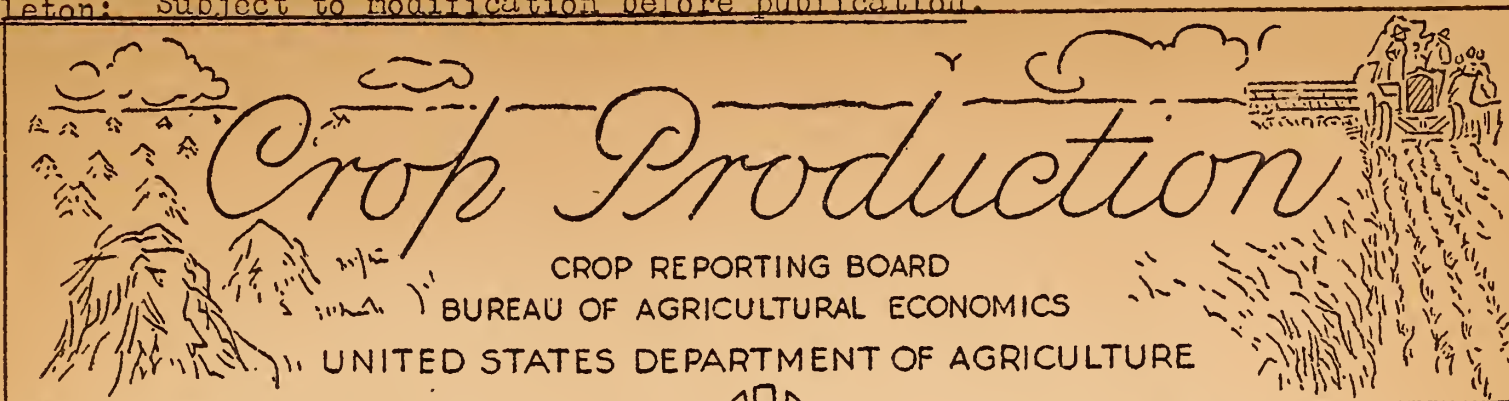 leton: Subject to modification before publication.
Crop Production
CROP REPORTING BOARD
BUREAU OF AGRICULTURAL ECONOMICS
UNITED STATES DEPARTMENT OF AGRICULTURE